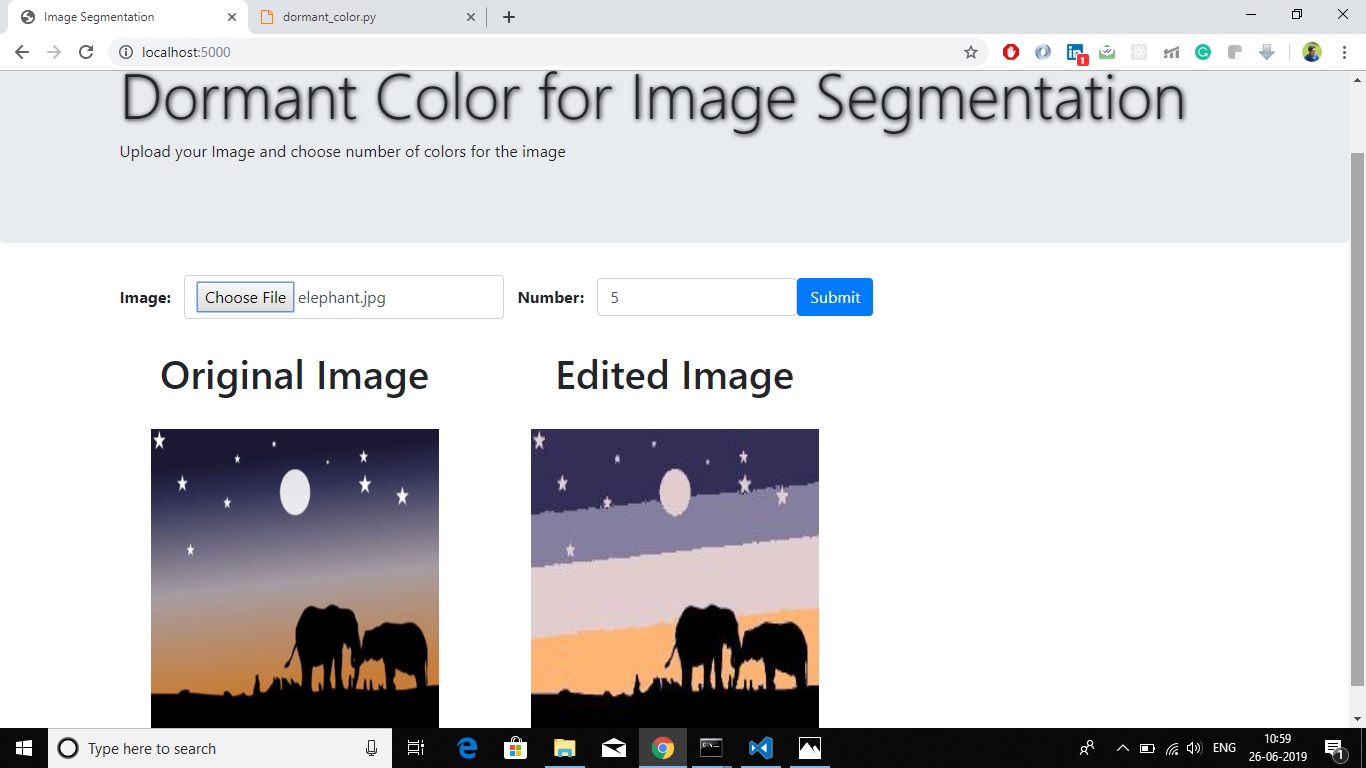 Image Segmentation
dormant_color.py
localhost:5000
1
Dormant Color for Image Segmentation
Upload your Image and choose number of colors for the image
Image: Choose File elephant.jpg Number: 5 Submit
Original Image Edited Image
Type here to search
ENG
10:59
26-06-2019
1